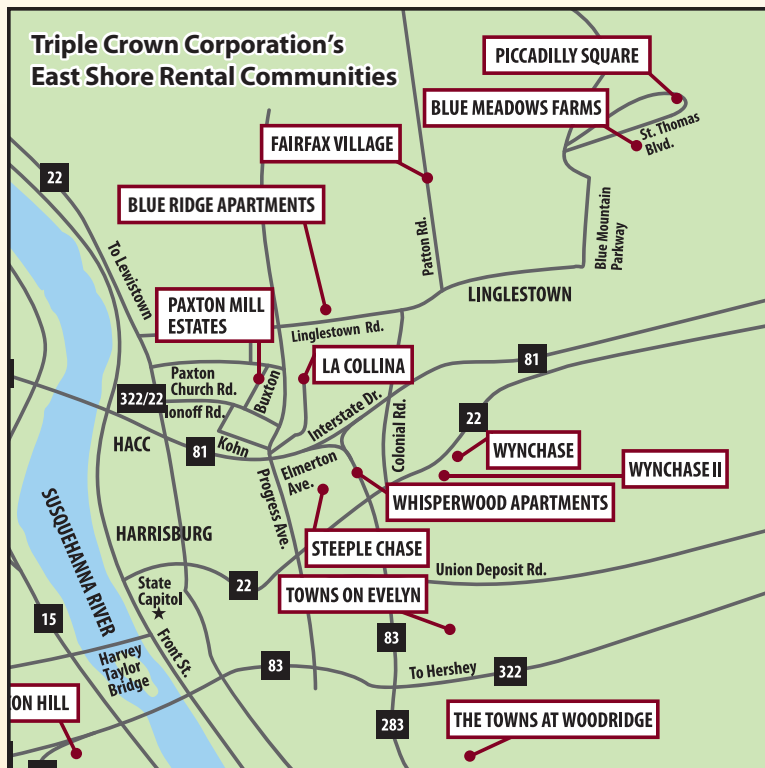 Triple Crown Corporation's
East Shore Rental Communities
PICCADILLY SQUARE
BLUE MEADOWS FARMS
St. Thomas
Blvd.
FAIRFAX VILLAGE
22
BLUE RIDGE APARTMENTS
To Lewistown
Patton Rd.
Blue Mountain
Parkway
LINGLESTOWN
PAXTON MILL
ESTATES
Linglestown Rd.
81
LA COLLINA
Paxton
Church Rd.
Buxton
322/22
Ionoff Rd.
Interstate Dr.
Colonial Rd.
22
HACC
81
Kohn
WYNCHASE
Elmerton
Ave.
WYNCHASE II
Progress Ave.
WHISPERWOOD APARTMENTS
SUSQUEHANNA RIVER
HARRISBURG
STEEPLE CHASE
Union Deposit Rd.
State
Capitol
22
TOWNS ON EVELYN
15
83
Front St.
Harvey
Taylor
Bridge
83
To Hershey
322
ON HILL
283
THE TOWNS AT WOODRIDGE